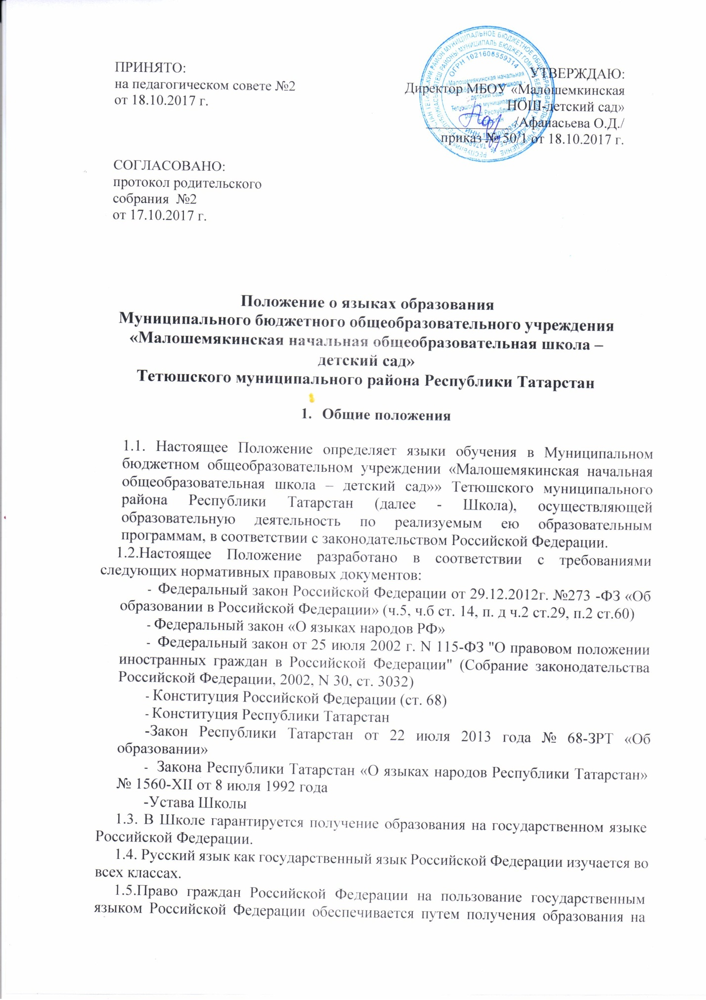 ПРИНЯТО:
на педагогическом совете №2
от 18.10.2017 г.
УТВЕРЖДАЮ:
Директор МБОУ «Малошемкинская
НОШ-детский сад»
/Афанасьева О.Д./
приказ № 50/1 от 18.10.2017 г.
ОГРН 1021606559314
«Малошемякинская начальная
общеобразовательная школа -
детский сад»
Тетюшского муниципального
района Республики
Татарстан
СОГЛАСОВАНО:
протокол родительского
собрания №2
от 17.10.2017 г.
Положение о языках образования
Муниципального бюджетного общеобразовательного учреждения
«Малошемякинская начальная общеобразовательная школа –
детский сад»
Тетюшского муниципального района Республики Татарстан
1. Общие положения
1.1. Настоящее Положение определяет языки обучения в Муниципальном
бюджетном общеобразовательном учреждении «Малошемякинская начальная
общеобразовательная школа – детский сад»» Тетюшского муниципального
района Республики Татарстан (далее - Школа), осуществляющей
образовательную деятельность по реализуемым ею образовательным
программам, в соответствии с законодательством Российской Федерации.
1.2.Настоящее Положение разработано в соответствии с требованиями
следующих нормативных правовых документов:
- Федеральный закон Российской Федерации от 29.12.2012г. №273 -ФЗ «Об
образовании в Российской Федерации» (ч.5, ч.б ст. 14, п. д ч.2 ст.29, п.2 ст.60)
- Федеральный закон «О языках народов РФ»
- Федеральный закон от 25 июля 2002 г. N 115-ФЗ "О правовом положении
иностранных граждан в Российской Федерации" (Собрание законодательства
Российской Федерации, 2002, N 30, ст. 3032)
- Конституция Российской Федерации (ст. 68)
- Конституция Республики Татарстан
-Закон Республики Татарстан от 22 июля 2013 года № 68-ЗРТ «Об
образовании»
- Закона Республики Татарстан «О языках народов Республики Татарстан»
№ 1560-XII от 8 июля 1992 года
-Устава Школы
1.3. В Школе гарантируется получение образования на государственном языке
Российской Федерации.
1.4. Русский язык как государственный язык Российской Федерации изучается во
всех классах.
1.5.Право граждан Российской Федерации на пользование государственным
языком Российской Федерации обеспечивается путем получения образования на